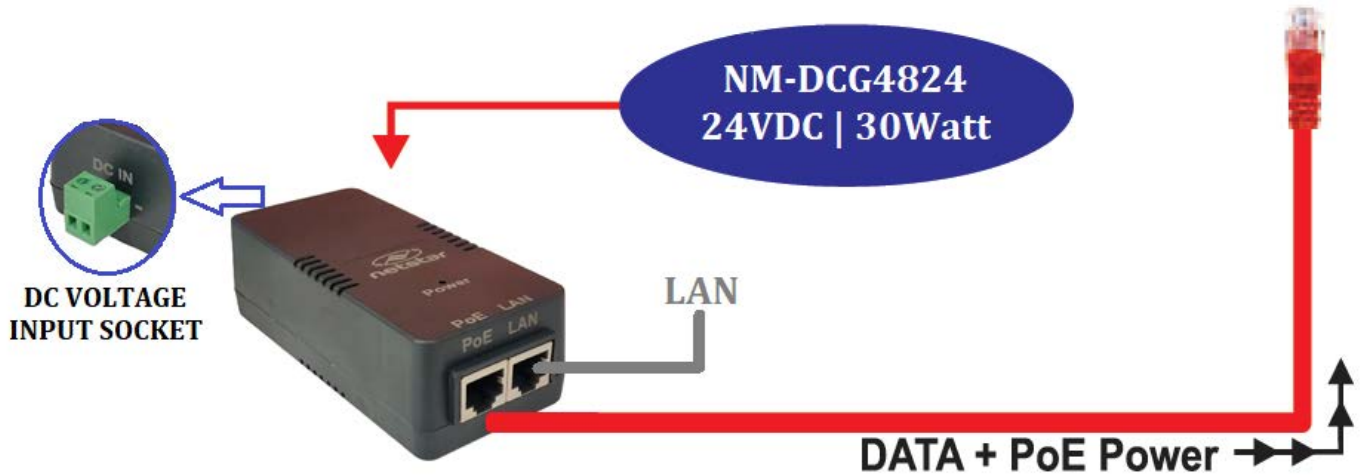 NM-DCG4824
24VDC | 30Watt
DC IN
-
DC VOLTAGE
INPUT SOCKET
netstar
Power
PoE LAN
PoE LAN
LAN
DATA + PoE Power